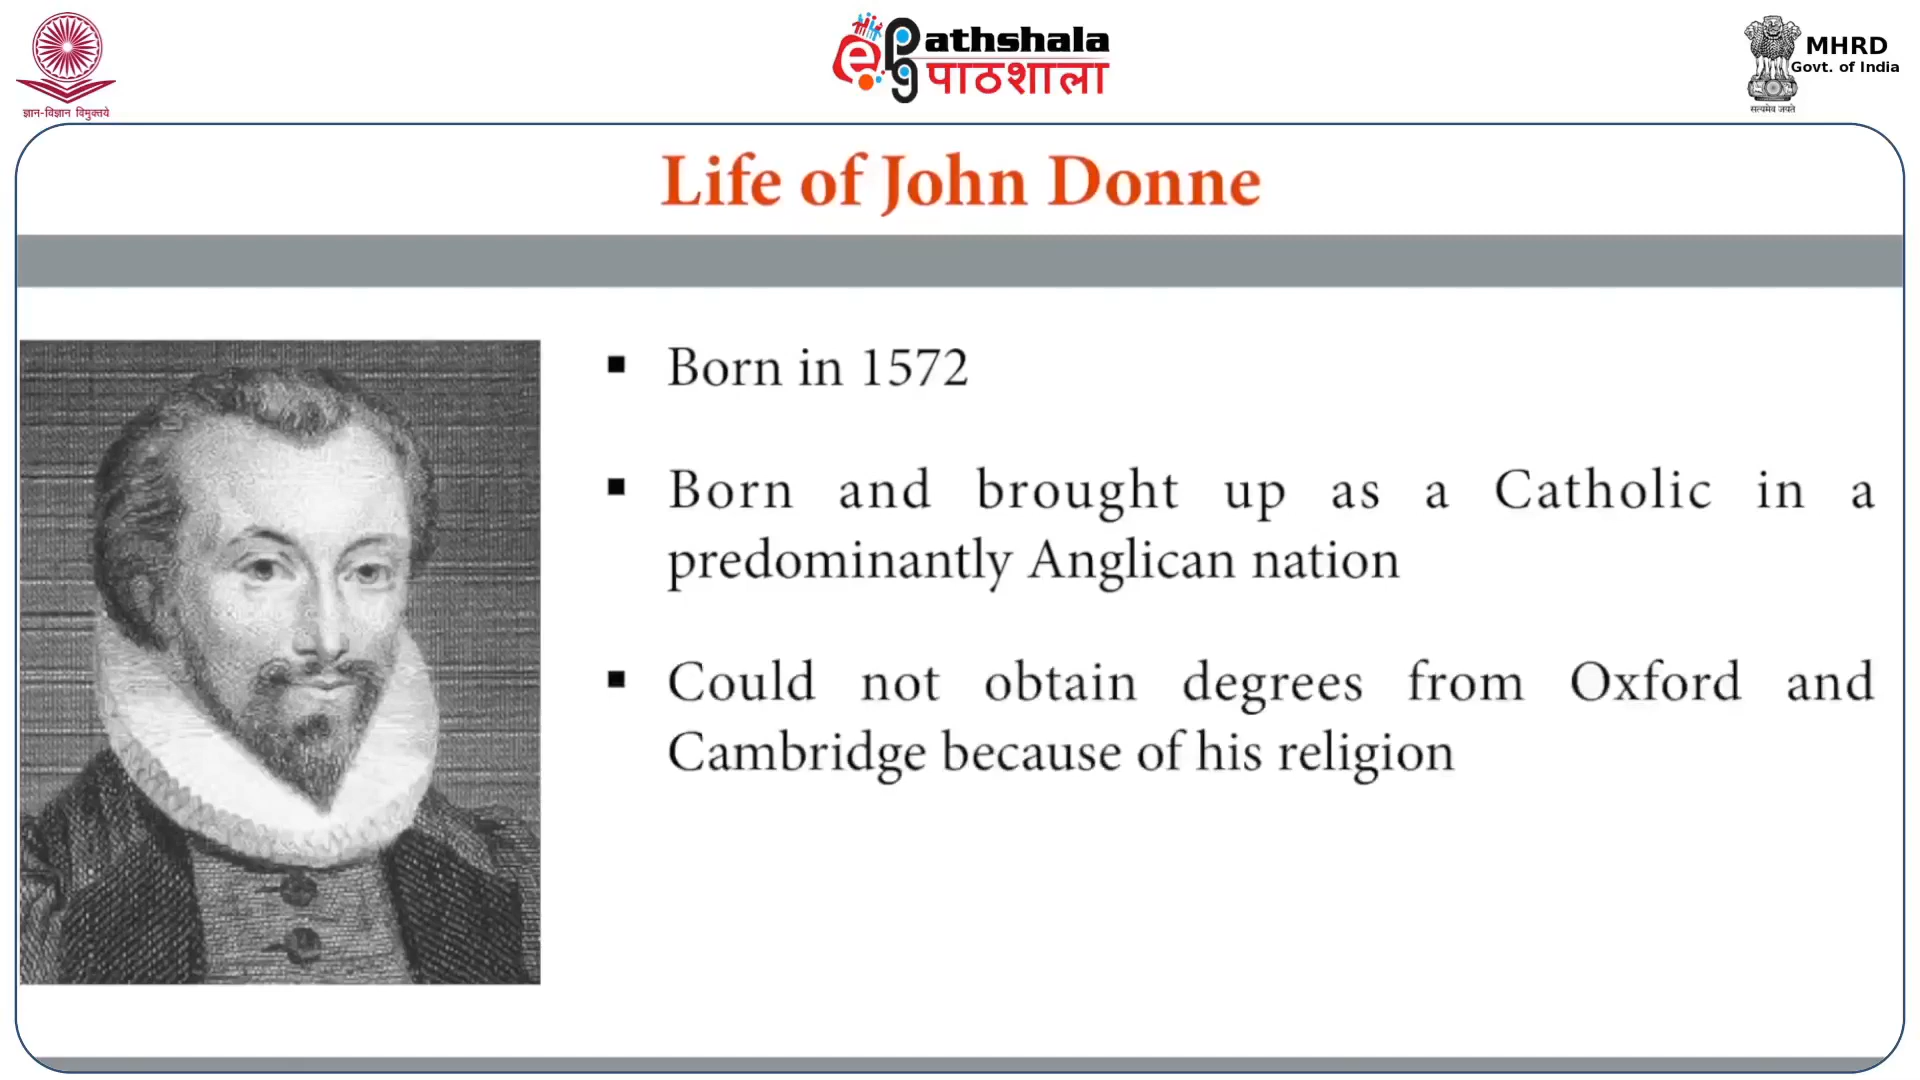 ज्ञान-विज्ञान विमुक्तये
ePG Pathshala
पाठशाला
MHRD
Govt. of India
सत्यमेव जयते
Life of John Donne
▪ Born in 1572
▪ Born and brought up as a Catholic in a
predominantly Anglican nation
▪ Could not obtain degrees from Oxford and
Cambridge because of his religion